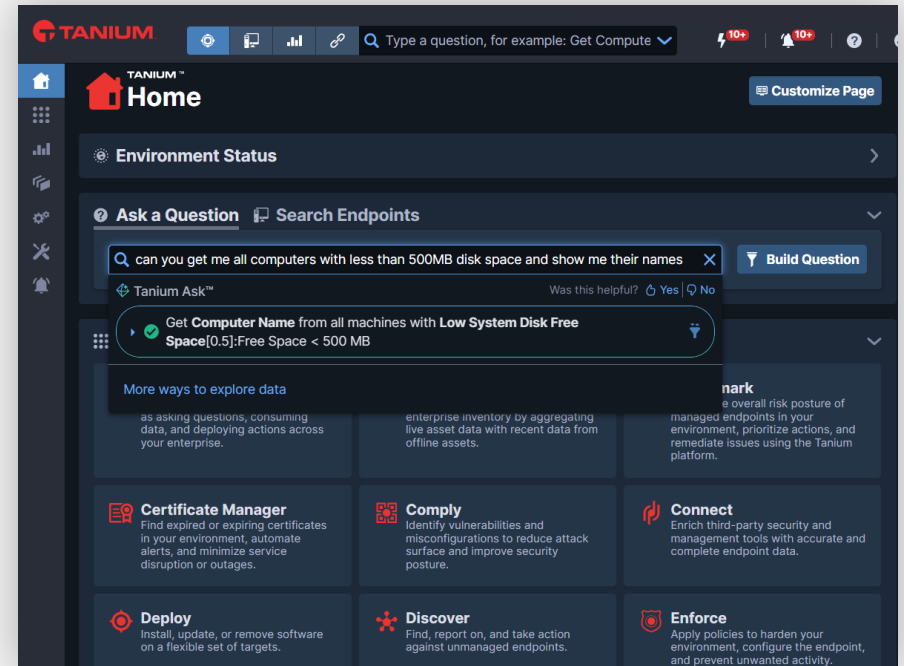 TANIUM
Type a question, for example: Get Compute
10+
10+
TANIUM™
Home
Customize Page
Environment Status
Ask a Question
Search Endpoints
can you get me all computers with less than 500MB disk space and show me their names
Build Question
Tanium Ask™
Was this helpful? Yes No
Get Computer Name from all machines with Low System Disk Free
Space[0.5]:Free Space < 500 MB
More ways to explore data
as asking questions, consuming
data, and deploying actions across
your enterprise.
enterprise inventory by aggregating
live asset data with recent data from
offline assets.
mark
overall risk posture of
managed endpoints in your
environment, prioritize actions, and
remediate issues using the Tanium
platform.
Certificate Manager
Find expired or expiring certificates
in your environment, automate
alerts, and minimize service
disruption or outages.
Comply
Identify vulnerabilities and
misconfigurations to reduce attack
surface and improve security
posture.
Connect
Enrich third-party security and
management tools with accurate and
complete endpoint data.
Deploy
Install, update, or remove software
on a flexible set of targets.
Discover
Find, report on, and take action
against unmanaged endpoints.
Enforce
Apply policies to harden your
environment, configure the endpoint,
and prevent unwanted activity.